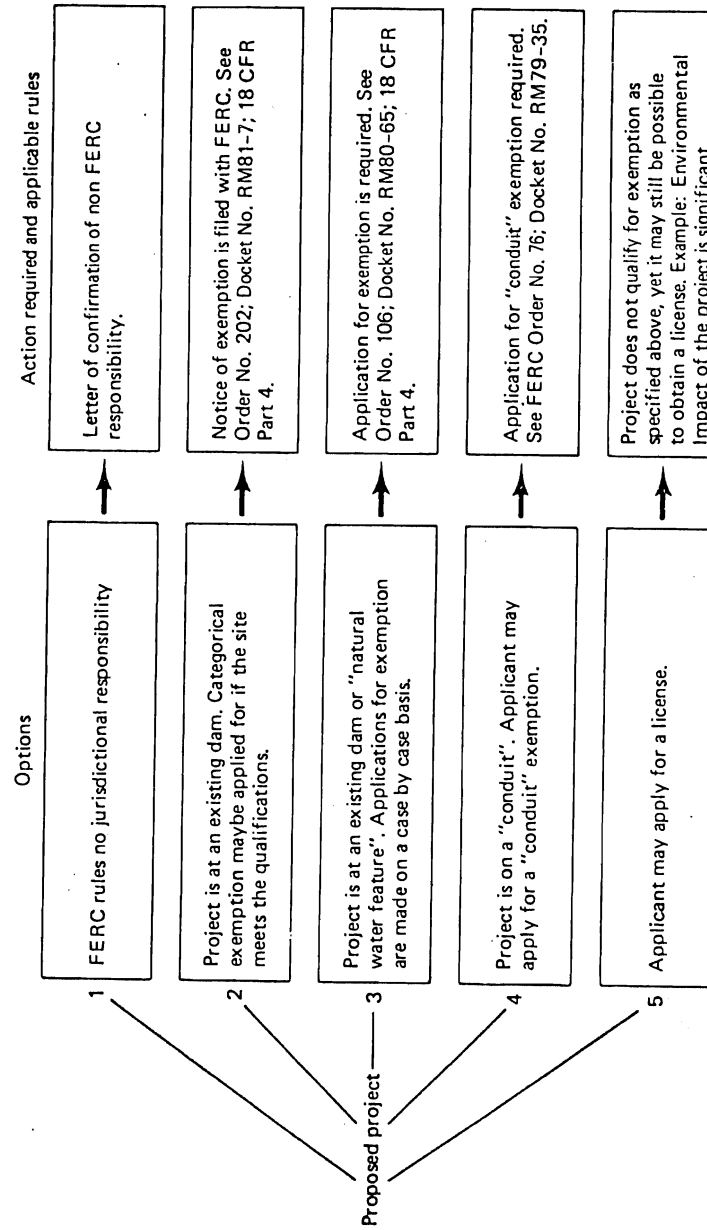 Options
Action required and applicable rules
Proposed project
1
FERC rules no jurisdictional responsibility
Letter of confirmation of non FERC
responsibility.
2
Project is at an existing dam. Categorical
exemption maybe applied for if the site
meets the qualifications.
Notice of exemption is filed with FERC. See
Order No. 202; Docket No. RM81-7; 18 CFR
Part 4.
3
Project is at an existing dam or "natural
water feature". Applications for exemption
are made on a case by case basis.
Application for exemption is required. See
Order No. 106; Docket No. RM80-65; 18 CFR
Part 4.
4
Project is on a "conduit". Applicant may
apply for a "conduit" exemption.
Application for "conduit" exemption required.
See FERC Order No. 76; Docket No. RM79-35.
5
Applicant may apply for a license.
Project does not qualify for exemption as
specified above, yet it may still be possible
to obtain a license. Example: Environmental
Impact of the project is significant